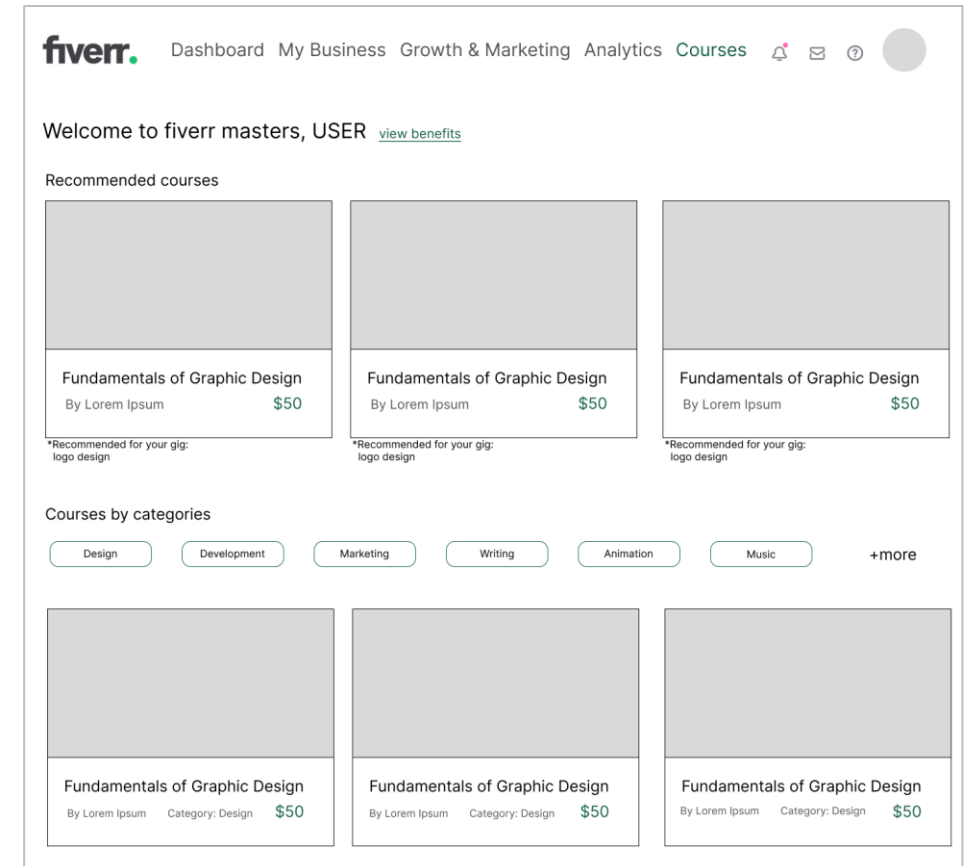 fiverr. Dashboard My Business Growth & Marketing Analytics Courses
Welcome to fiverr masters, USER view benefits
Recommended courses
Fundamentals of Graphic Design
By Lorem Ipsum $50
*Recommended for your gig:
logo design
Fundamentals of Graphic Design
By Lorem Ipsum $50
*Recommended for your gig:
logo design
Fundamentals of Graphic Design
By Lorem Ipsum $50
*Recommended for your gig:
logo design
Courses by categories
Design Development Marketing Writing Animation Music +more
Fundamentals of Graphic Design
By Lorem Ipsum Category: Design $50
Fundamentals of Graphic Design
By Lorem Ipsum Category: Design $50
Fundamentals of Graphic Design
By Lorem Ipsum Category: Design $50